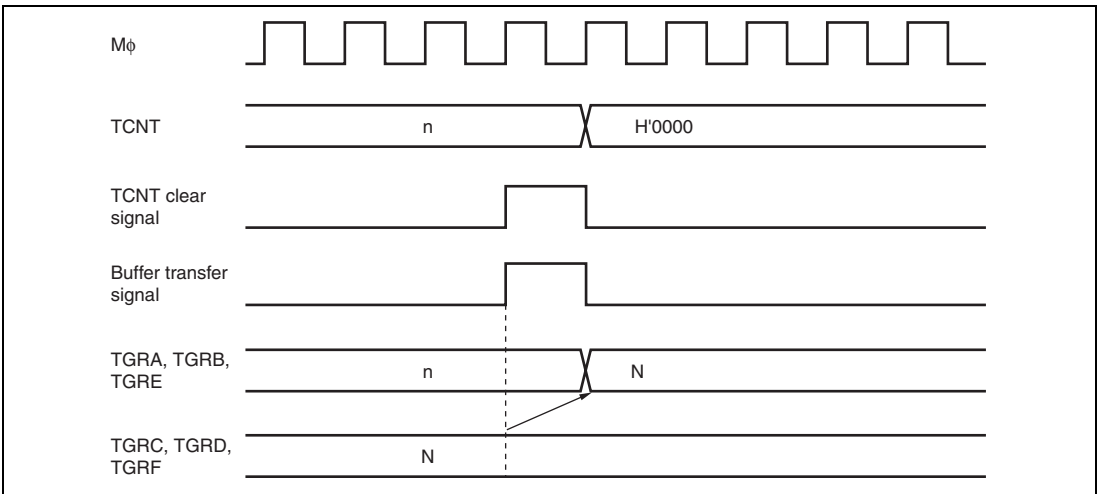 Mφ
TCNT
n
H'0000
TCNT clear
signal
Buffer transfer
signal
TGRA, TGRB,
TGRE
n
N
TGRC, TGRD,
TGRF
N